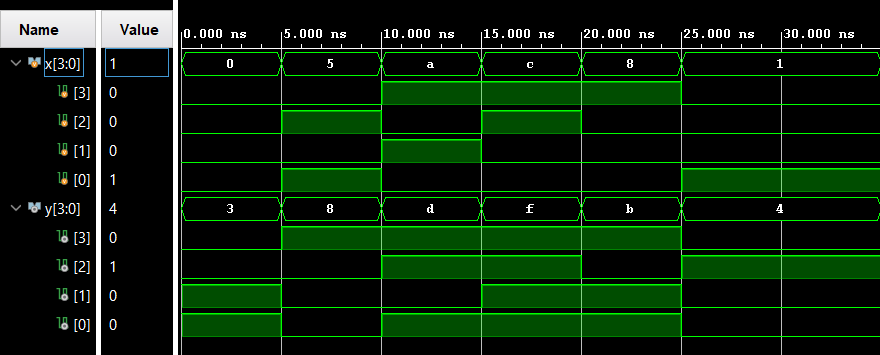 Name Value 0.000 ns 5.000 ns 10.000 ns 15.000 ns 20.000 ns 25.000 ns 30.000 ns
x[3:0] 1 0 5 a c 8 1
[3] 0
[2] 0
[1] 0
[0] 1
y[3:0] 4 3 8 d f b 4
[3] 0
[2] 1
[1] 0
[0] 0